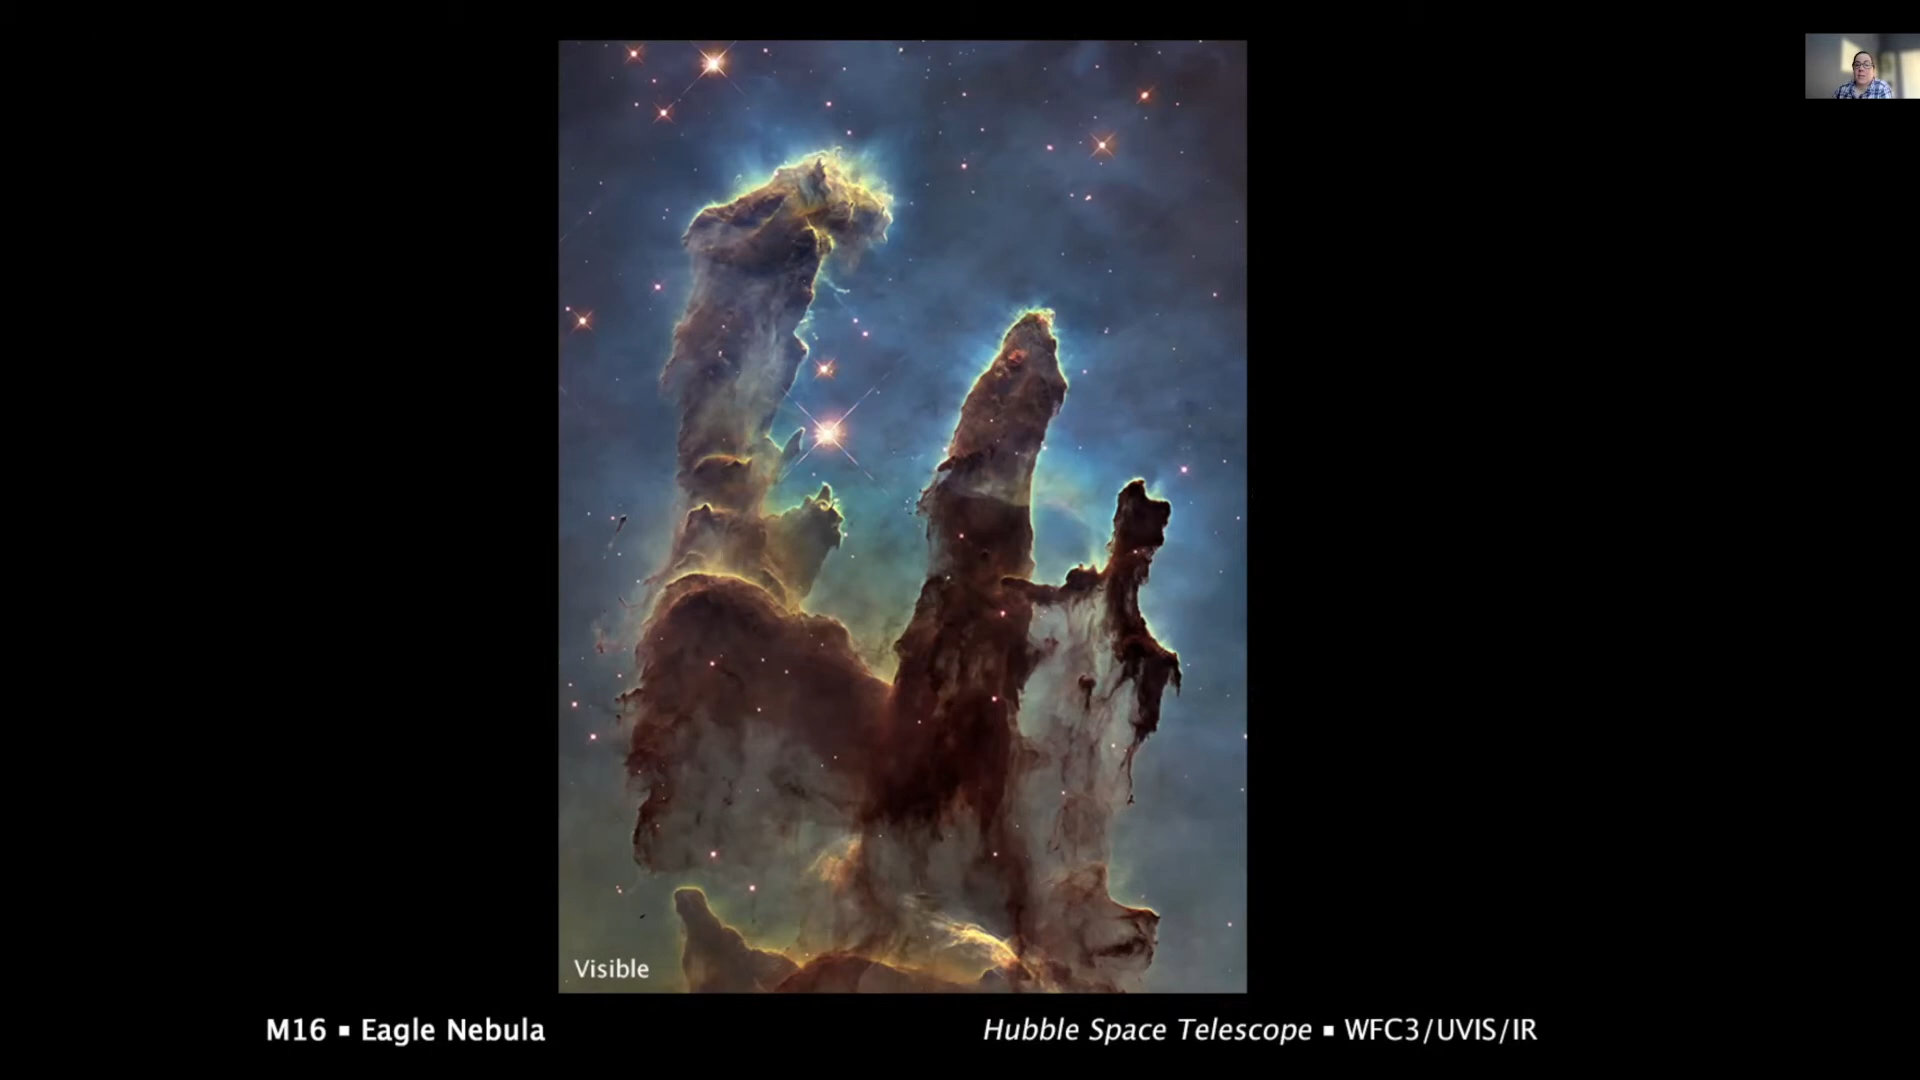 Visible
M16 ▪ Eagle Nebula
Hubble Space Telescope ▪ WFC3/UVIS/IR